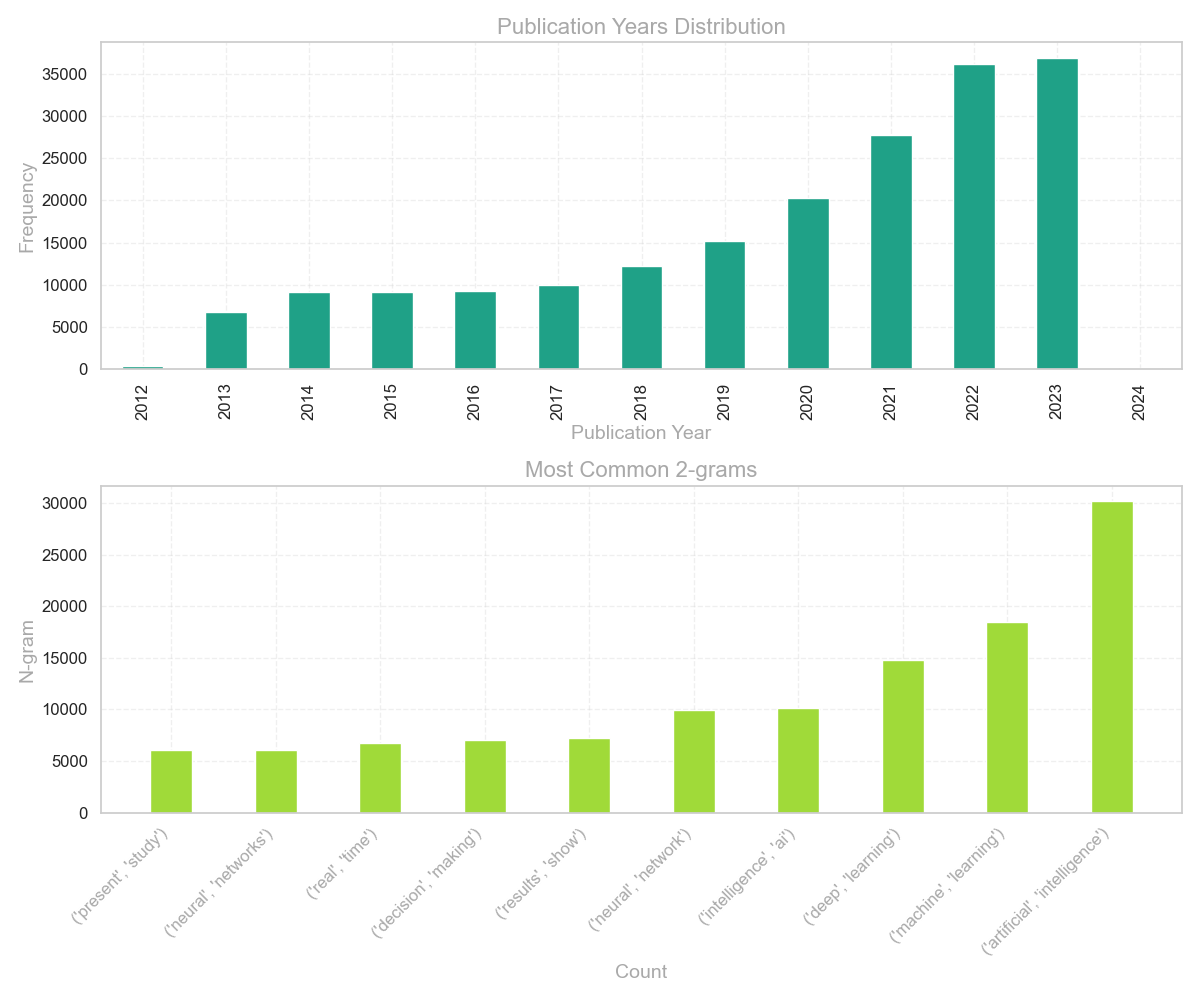 Publication Years Distribution
Frequency
35000
30000
25000
20000
15000
10000
5000
0
2012
2013
2014
2015
2016
2017
2018
2019
2020
2021
2022
2023
2024
Publication Year
Most Common 2-grams
N-gram
30000
25000
20000
15000
10000
5000
0
('present', 'study')
('neural', 'networks')
('real', 'time')
('decision', 'making')
('results', 'show')
('neural', 'network')
('intelligence', 'ai')
('deep', 'learning')
('machine', 'learning')
('artificial', 'intelligence')
Count